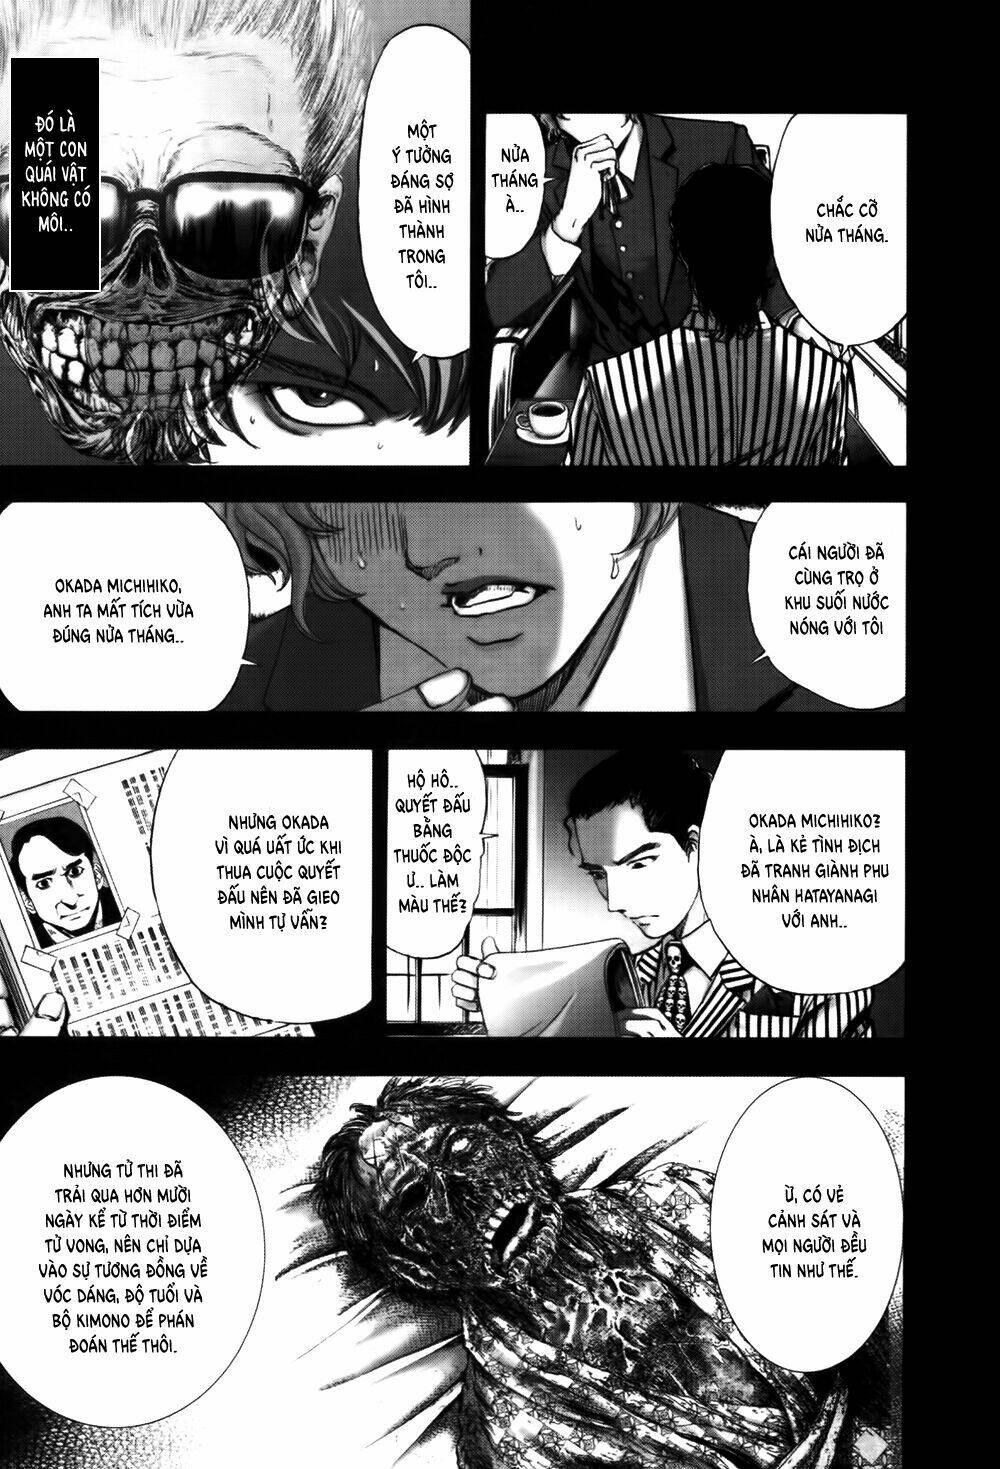 CHẮC CỠ
NỬA THÁNG.
NỬA
THÁNG
À..
MỘT
Ý TƯỞNG
ĐÁNG SỢ
ĐÃ HÌNH
THÀNH
TRONG
TÔI..
ĐÓ LÀ
MỘT CON
QUÁI VẬT
KHÔNG CÓ
MÔI..
CÁI NGƯỜI ĐÃ
CÙNG TRỌ Ở
KHU SUỐI NƯỚC
NÓNG VỚI TÔI
OKADA MICHIHIKO,
ANH TA MẤT TÍCH VỪA
ĐÚNG NỬA THÁNG..
OKADA MICHIHIKO?
À, LÀ KẺ TÌNH ĐỊCH
ĐÃ TRANH GIÀNH PHU
NHÂN HATAYANAGI
VỚI ANH..
HỘ HÔ..
QUYẾT ĐẤU
BẰNG
THUỐC ĐỘC
Ư.. LÀM
MÀU THẾ?
NHƯNG OKADA
VÌ QUÁ UẤT ỨC KHI
THUA CUỘC QUYẾT
ĐẤU NÊN ĐÃ GIEO
MÌNH TỰ VẪN?
Ừ, CÓ VẺ
CẢNH SÁT VÀ
MỌI NGƯỜI ĐỀU
TIN NHƯ THẾ.
NHƯNG TỬ THI ĐÃ
TRẢI QUA HƠN MƯỜI
NGÀY KỂ TỪ THỜI ĐIỂM
TỬ VONG, NÊN CHỈ DỰA
VÀO SỰ TƯƠNG ĐỒNG VỀ
VÓC DÁNG, ĐỘ TUỔI VÀ
BỘ KIMONO ĐỂ PHÁN
ĐOÁN THẾ THÔI.